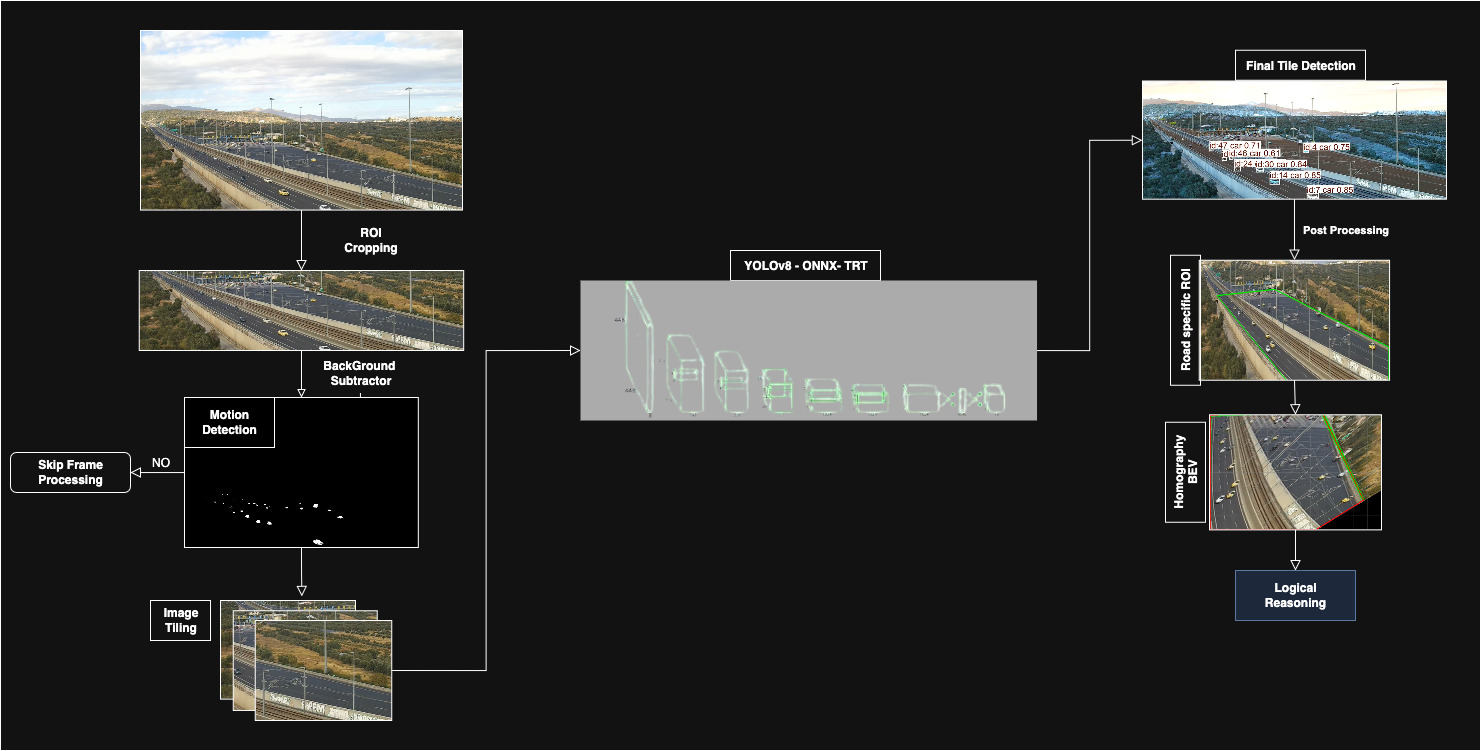 ROI
Cropping
BackGround
Subtractor
Motion
Detection
NO
Skip Frame
Processing
Image
Tiling
YOLOv8 - ONNX- TRT
448
448
Final Tile Detection
id:47 car 0.71
id:46 car 0.61
id:4 car 0.75
id:24
id:30 car 0.64
id:14 car 0.65
id:7 car 0.85
Post Processing
Road specific ROI
Homography
BEV
Logical
Reasoning